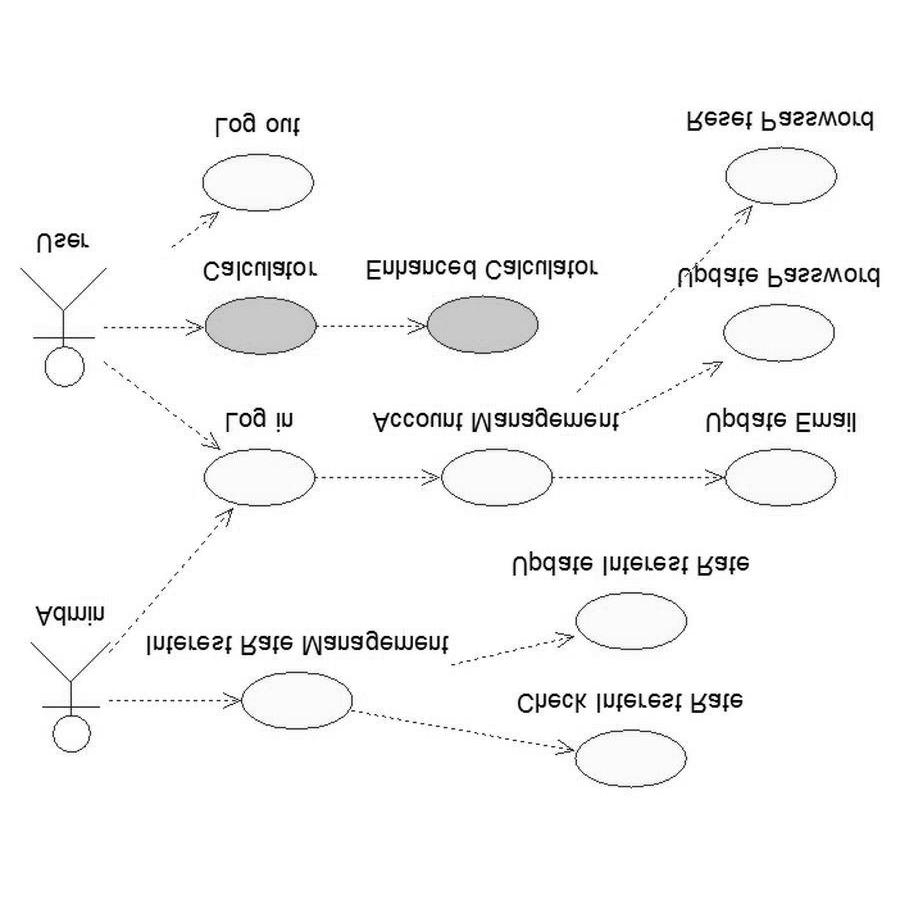 Check Interest Rate
Interest Rate Management
Admin
Update Interest Rate
Log in
Account Management
Update Email
Calculator
Enhanced Calculator
Update Password
User
Log out
Reset Password